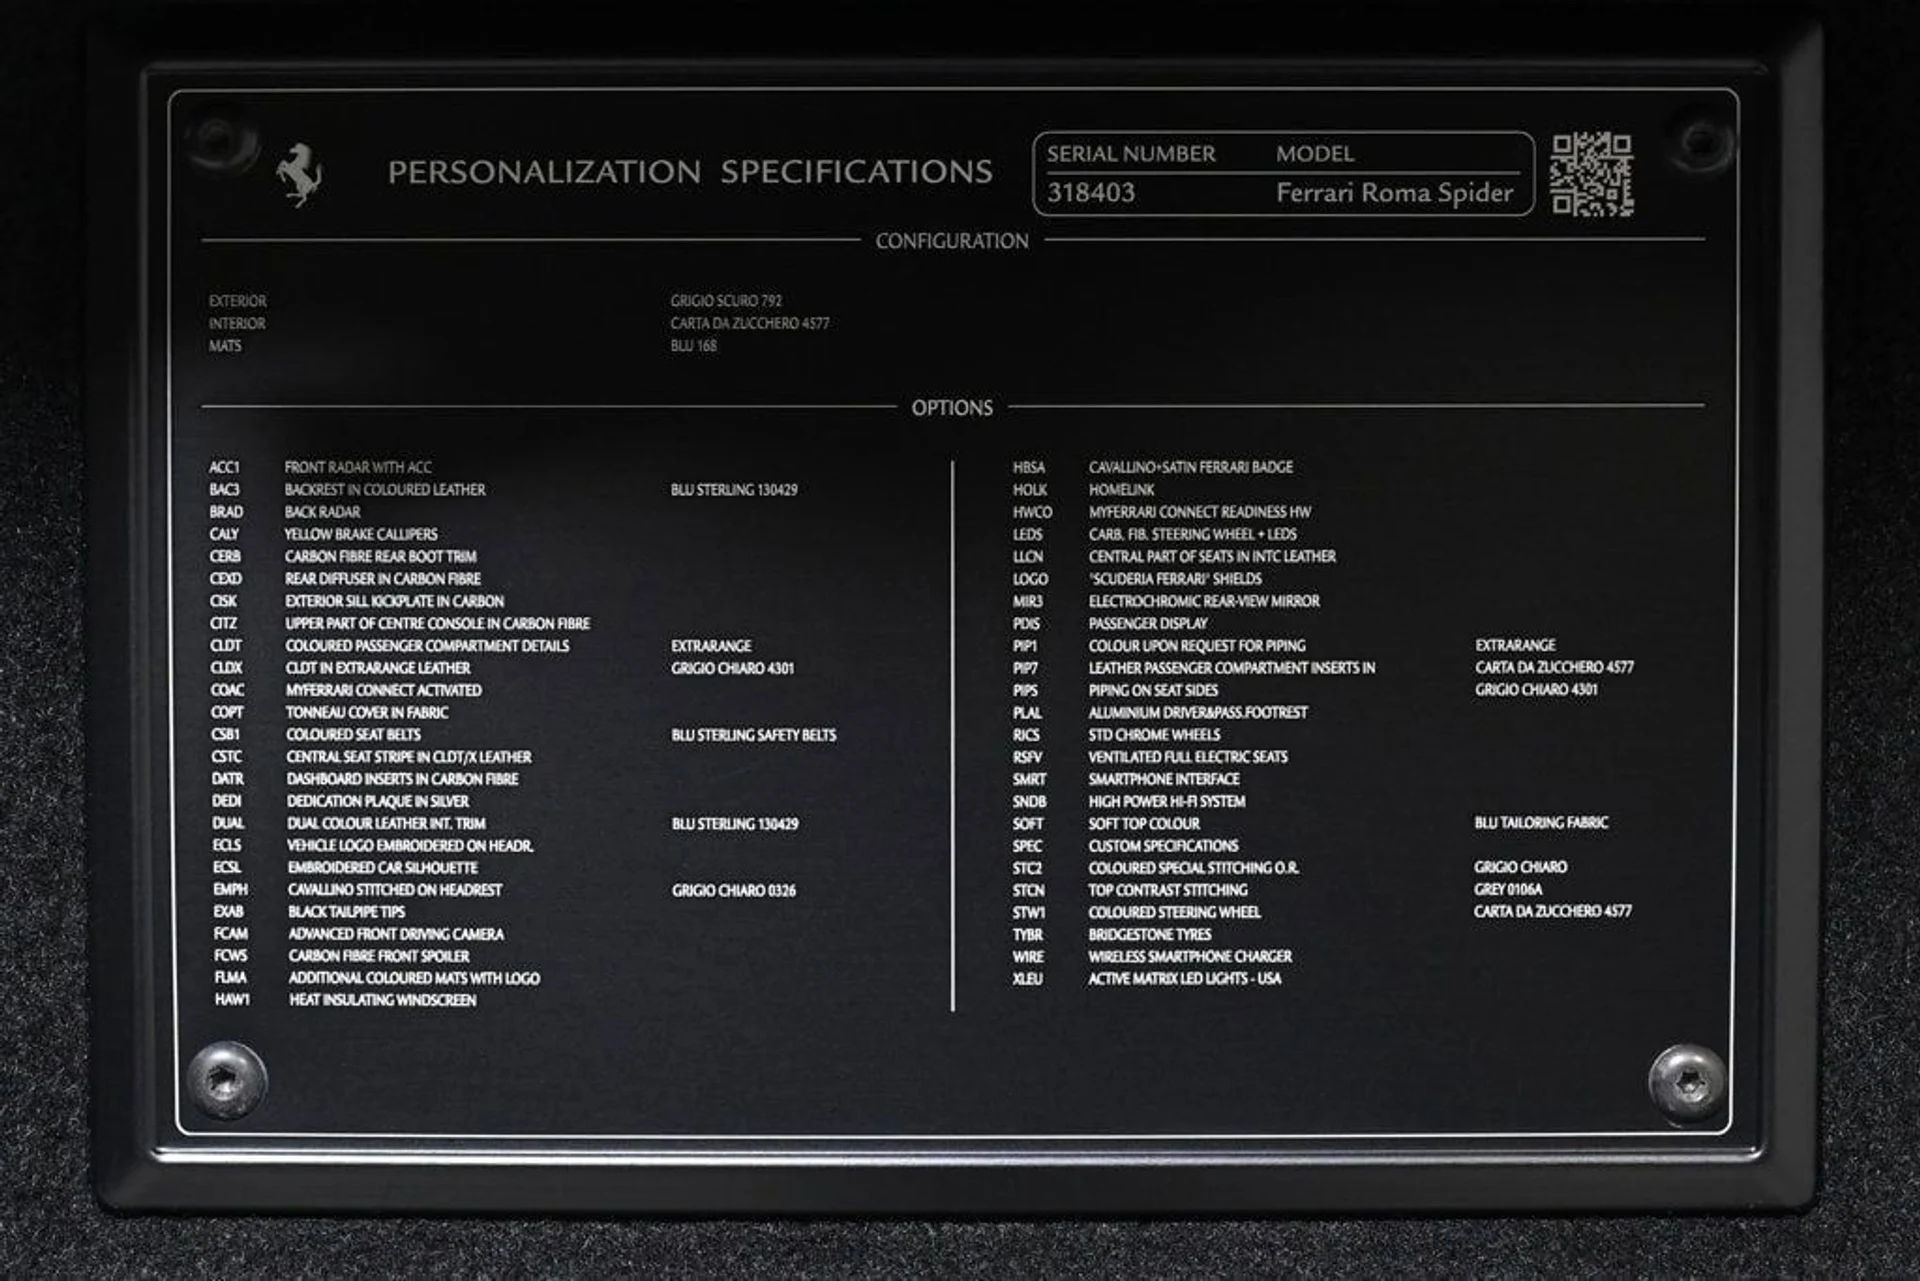 PERSONALIZATION SPECIFICATIONS
SERIAL NUMBER MODEL
318403 Ferrari Roma Spider
CONFIGURATION
EXTERIOR GRIGIO SCURO 792
INTERIOR CARTA DA ZUCCHERO 4577
MATS BLU 168
OPTIONS
ACC1 FRONT RADAR WITH ACC
BAC3 BACKREST IN COLOURED LEATHER BLU STERLING 130429
BRAD BACK RADAR
CALY YELLOW BRAKE CALLIPERS
CERB CARBON FIBRE REAR BOOT TRIM
CEXD REAR DIFFUSER IN CARBON FIBRE
CISK EXTERIOR SILL KICKPLATE IN CARBON
CITZ UPPER PART OF CENTRE CONSOLE IN CARBON FIBRE
CLDT COLOURED PASSENGER COMPARTMENT DETAILS EXTRARANGE
CLDX CLDT IN EXTRARANGE LEATHER GRIGIO CHIARO 4301
COAC MYFERRARI CONNECT ACTIVATED
COPT TONNEAU COVER IN FABRIC
CSB1 COLOURED SEAT BELTS BLU STERLING SAFETY BELTS
CSTC CENTRAL SEAT STRIPE IN CLDT/X LEATHER
DATR DASHBOARD INSERTS IN CARBON FIBRE
DEDI DEDICATION PLAQUE IN SILVER
DUAL DUAL COLOUR LEATHER INT. TRIM BLU STERLING 130429
ECLS VEHICLE LOGO EMBROIDERED ON HEADR.
ECSL EMBROIDERED CAR SILHOUETTE
EMPH CAVALLINO STITCHED ON HEADREST GRIGIO CHIARO 0326
EXAB BLACK TAILPIPE TIPS
FCAM ADVANCED FRONT DRIVING CAMERA
FCWS CARBON FIBRE FRONT SPOILER
FLMA ADDITIONAL COLOURED MATS WITH LOGO
HAW1 HEAT INSULATING WINDSCREEN
HBSA CAVALLINO+SATIN FERRARI BADGE
HOLK HOMELINK
HWCO MYFERRARI CONNECT READINESS HW
LEDS CARB. FIB. STEERING WHEEL + LEDS
LLCN CENTRAL PART OF SEATS IN INTC LEATHER
LOGO "SCUDERIA FERRARI" SHIELDS
MIR3 ELECTROCHROMIC REAR-VIEW MIRROR
PDIS PASSENGER DISPLAY
PIP1 COLOUR UPON REQUEST FOR PIPING EXTRARANGE
PIP7 LEATHER PASSENGER COMPARTMENT INSERTS IN CARTA DA ZUCCHERO 4577
PIPS PIPING ON SEAT SIDES GRIGIO CHIARO 4301
PLAL ALUMINIUM DRIVER&PASS.FOOTREST
RICS STD CHROME WHEELS
RSFV VENTILATED FULL ELECTRIC SEATS
SMRT SMARTPHONE INTERFACE
SNDB HIGH POWER HI-FI SYSTEM
SOFT SOFT TOP COLOUR BLU TAILORING FABRIC
SPEC CUSTOM SPECIFICATIONS
STC2 COLOURED SPECIAL STITCHING O.R. GRIGIO CHIARO
STCN TOP CONTRAST STITCHING GREY 0106A
STW1 COLOURED STEERING WHEEL CARTA DA ZUCCHERO 4577
TYBR BRIDGESTONE TYRES
WIRE WIRELESS SMARTPHONE CHARGER
XLEU ACTIVE MATRIX LED LIGHTS - USA